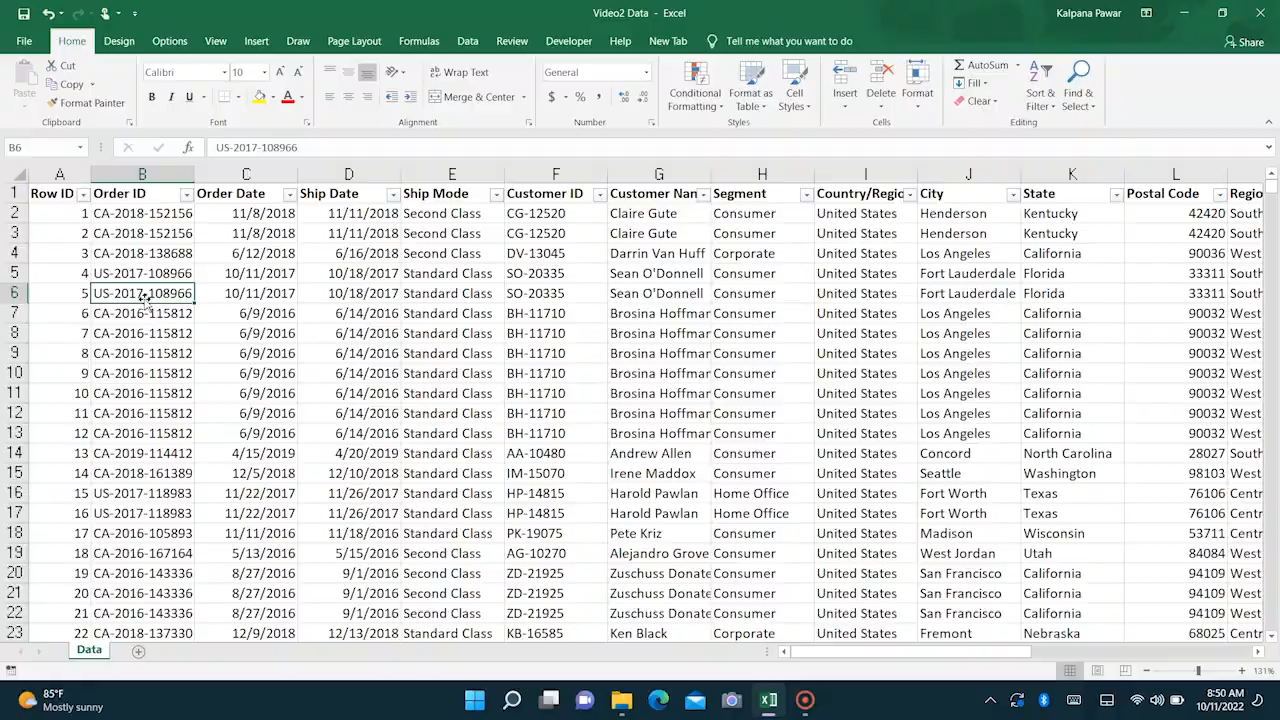 Video2 Data - Excel
Kalpana Pawar
File Home Design Options View Insert Draw Page Layout Formulas Data Review Developer Help New Tab Tell me what you want to do Share
Cut
Copy
Format Painter
Paste
Clipboard
Calibri 10
B I U
Font
Wrap Text
Merge & Center
Alignment
General
$ % ,
Number
Conditional Formatting
Format as Table
Cell Styles
Styles
Insert Delete Format
Cells
AutoSum
Fill
Clear
Sort & Filter
Find & Select
Editing
B6 fx US-2017-108966
A B C D E F G H I J K L
1 Row ID Order ID Order Date Ship Date Ship Mode Customer ID Customer Nan Segment Country/Regio City State Postal Code Regio
2 1 CA-2018-152156 11/8/2018 11/11/2018 Second Class CG-12520 Claire Gute Consumer United States Henderson Kentucky 42420 South
3 2 CA-2018-152156 11/8/2018 11/11/2018 Second Class CG-12520 Claire Gute Consumer United States Henderson Kentucky 42420 South
4 3 CA-2018-138688 6/12/2018 6/16/2018 Second Class DV-13045 Darrin Van Huff Corporate United States Los Angeles California 90036 West
5 4 US-2017-108966 10/11/2017 10/18/2017 Standard Class SO-20335 Sean O'Donnell Consumer United States Fort Lauderdale Florida 33311 South
6 5 US-2017-108966 10/11/2017 10/18/2017 Standard Class SO-20335 Sean O'Donnell Consumer United States Fort Lauderdale Florida 33311 South
7 6 CA-2016-115812 6/9/2016 6/14/2016 Standard Class BH-11710 Brosina Hoffmar Consumer United States Los Angeles California 90032 West
8 7 CA-2016-115812 6/9/2016 6/14/2016 Standard Class BH-11710 Brosina Hoffmar Consumer United States Los Angeles California 90032 West
9 8 CA-2016-115812 6/9/2016 6/14/2016 Standard Class BH-11710 Brosina Hoffmar Consumer United States Los Angeles California 90032 West
10 9 CA-2016-115812 6/9/2016 6/14/2016 Standard Class BH-11710 Brosina Hoffmar Consumer United States Los Angeles California 90032 West
11 10 CA-2016-115812 6/9/2016 6/14/2016 Standard Class BH-11710 Brosina Hoffmar Consumer United States Los Angeles California 90032 West
12 11 CA-2016-115812 6/9/2016 6/14/2016 Standard Class BH-11710 Brosina Hoffmar Consumer United States Los Angeles California 90032 West
13 12 CA-2016-115812 6/9/2016 6/14/2016 Standard Class BH-11710 Brosina Hoffmar Consumer United States Los Angeles California 90032 West
14 13 CA-2019-114412 4/15/2019 4/20/2019 Standard Class AA-10480 Andrew Allen Consumer United States Concord North Carolina 28027 South
15 14 CA-2018-161389 12/5/2018 12/10/2018 Standard Class IM-15070 Irene Maddox Consumer United States Seattle Washington 98103 West
16 15 US-2017-118983 11/22/2017 11/26/2017 Standard Class HP-14815 Harold Pawlan Home Office United States Fort Worth Texas 76106 Centr
17 16 US-2017-118983 11/22/2017 11/26/2017 Standard Class HP-14815 Harold Pawlan Home Office United States Fort Worth Texas 76106 Centr
18 17 CA-2016-105893 11/11/2016 11/18/2016 Standard Class PK-19075 Pete Kriz Consumer United States Madison Wisconsin 53711 Centr
19 18 CA-2016-167164 5/13/2016 5/15/2016 Second Class AG-10270 Alejandro Grove Consumer United States West Jordan Utah 84084 West
20 19 CA-2016-143336 8/27/2016 9/1/2016 Second Class ZD-21925 Zuschuss Donate Consumer United States San Francisco California 94109 West
21 20 CA-2016-143336 8/27/2016 9/1/2016 Second Class ZD-21925 Zuschuss Donate Consumer United States San Francisco California 94109 West
22 21 CA-2016-143336 8/27/2016 9/1/2016 Second Class ZD-21925 Zuschuss Donate Consumer United States San Francisco California 94109 West
23 22 CA-2018-137330 12/9/2018 12/13/2018 Standard Class KB-16585 Ken Black Corporate United States Fremont Nebraska 68025 Centr
Data
131%
85°F
Mostly sunny
8:50 AM
10/11/2022